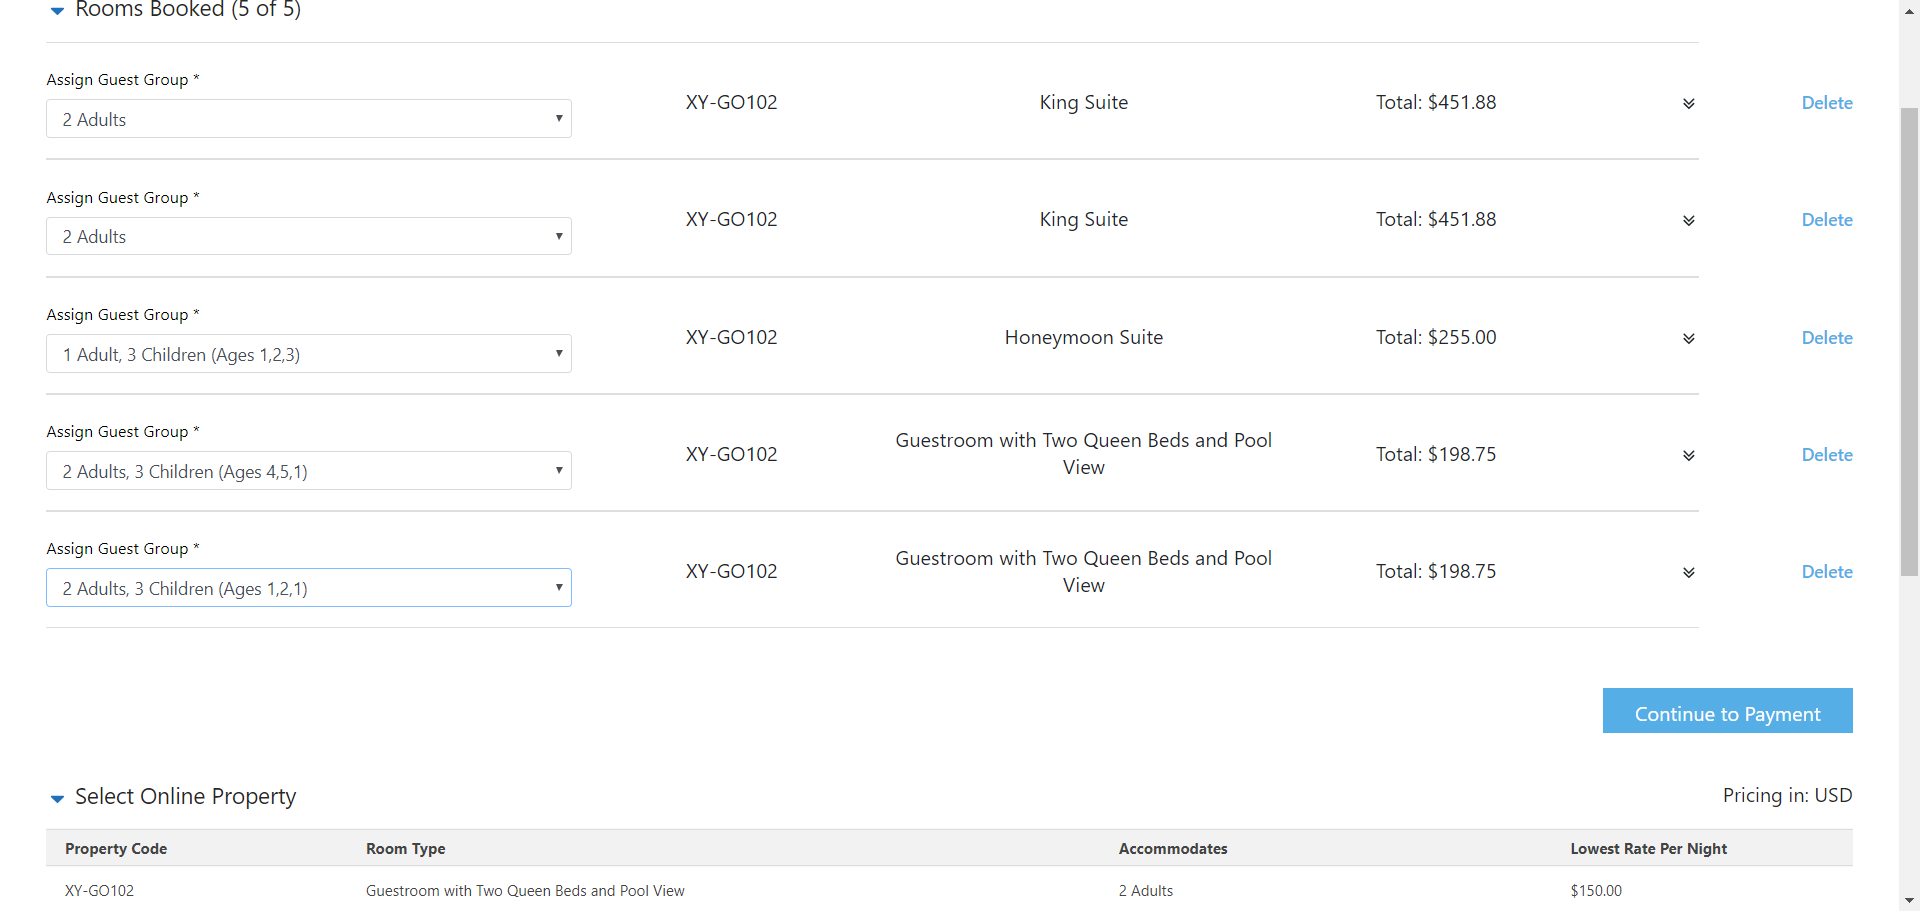 Rooms Booked (5 of 5)
Assign Guest Group *
2 Adults
XY-GO102
King Suite
Total: $451.88
Delete
Assign Guest Group *
2 Adults
XY-GO102
King Suite
Total: $451.88
Delete
Assign Guest Group *
1 Adult, 3 Children (Ages 1,2,3)
XY-GO102
Honeymoon Suite
Total: $255.00
Delete
Assign Guest Group *
2 Adults, 3 Children (Ages 4,5,1)
XY-GO102
Guestroom with Two Queen Beds and Pool
View
Total: $198.75
Delete
Assign Guest Group *
2 Adults, 3 Children (Ages 1,2,1)
XY-GO102
Guestroom with Two Queen Beds and Pool
View
Total: $198.75
Delete
Continue to Payment
Select Online Property
Pricing in: USD
Property Code Room Type Accommodates Lowest Rate Per Night
XY-GO102 Guestroom with Two Queen Beds and Pool View 2 Adults $150.00